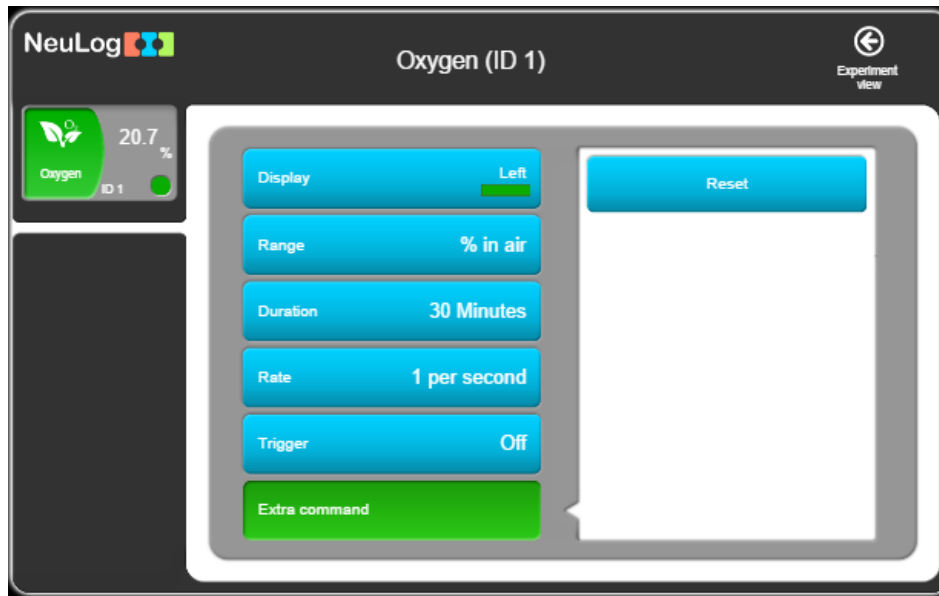 NeuLog
Oxygen (ID 1)
Experiment
view
O₂
20.7
%
Oxygen
ID 1
Display Left
Range % in air
Duration 30 Minutes
Rate 1 per second
Trigger Off
Extra command
Reset